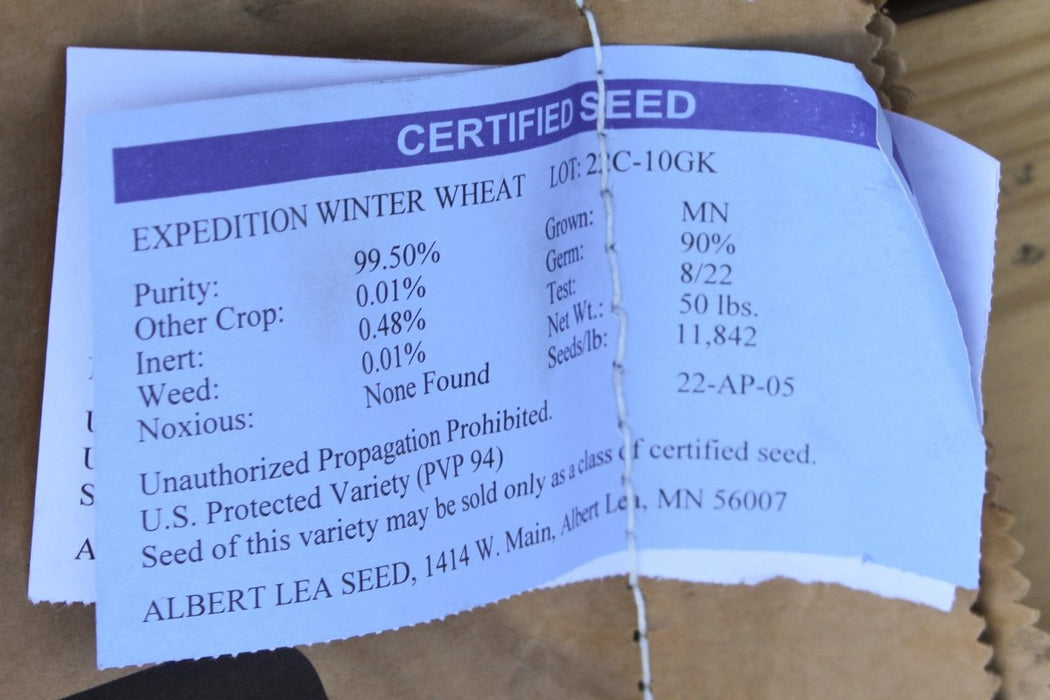 CERTIFIED SEED
EXPEDITION WINTER WHEAT LOT: C-10GK
Purity: 99.50% Grown: MN
Other Crop: 0.01% Germ: 90%
Inert: 0.48% Test: 8/22
Weed: 0.01% Net Wt.: 50 lbs.
Noxious: None Found Seeds/lb: 11,842
22-AP-05
Unauthorized Propagation Prohibited.
U.S. Protected Variety (PVP 94)
Seed of this variety may be sold only as a class of certified seed.
ALBERT LEA SEED, 1414 W. Main, Albert Lea, MN 56007